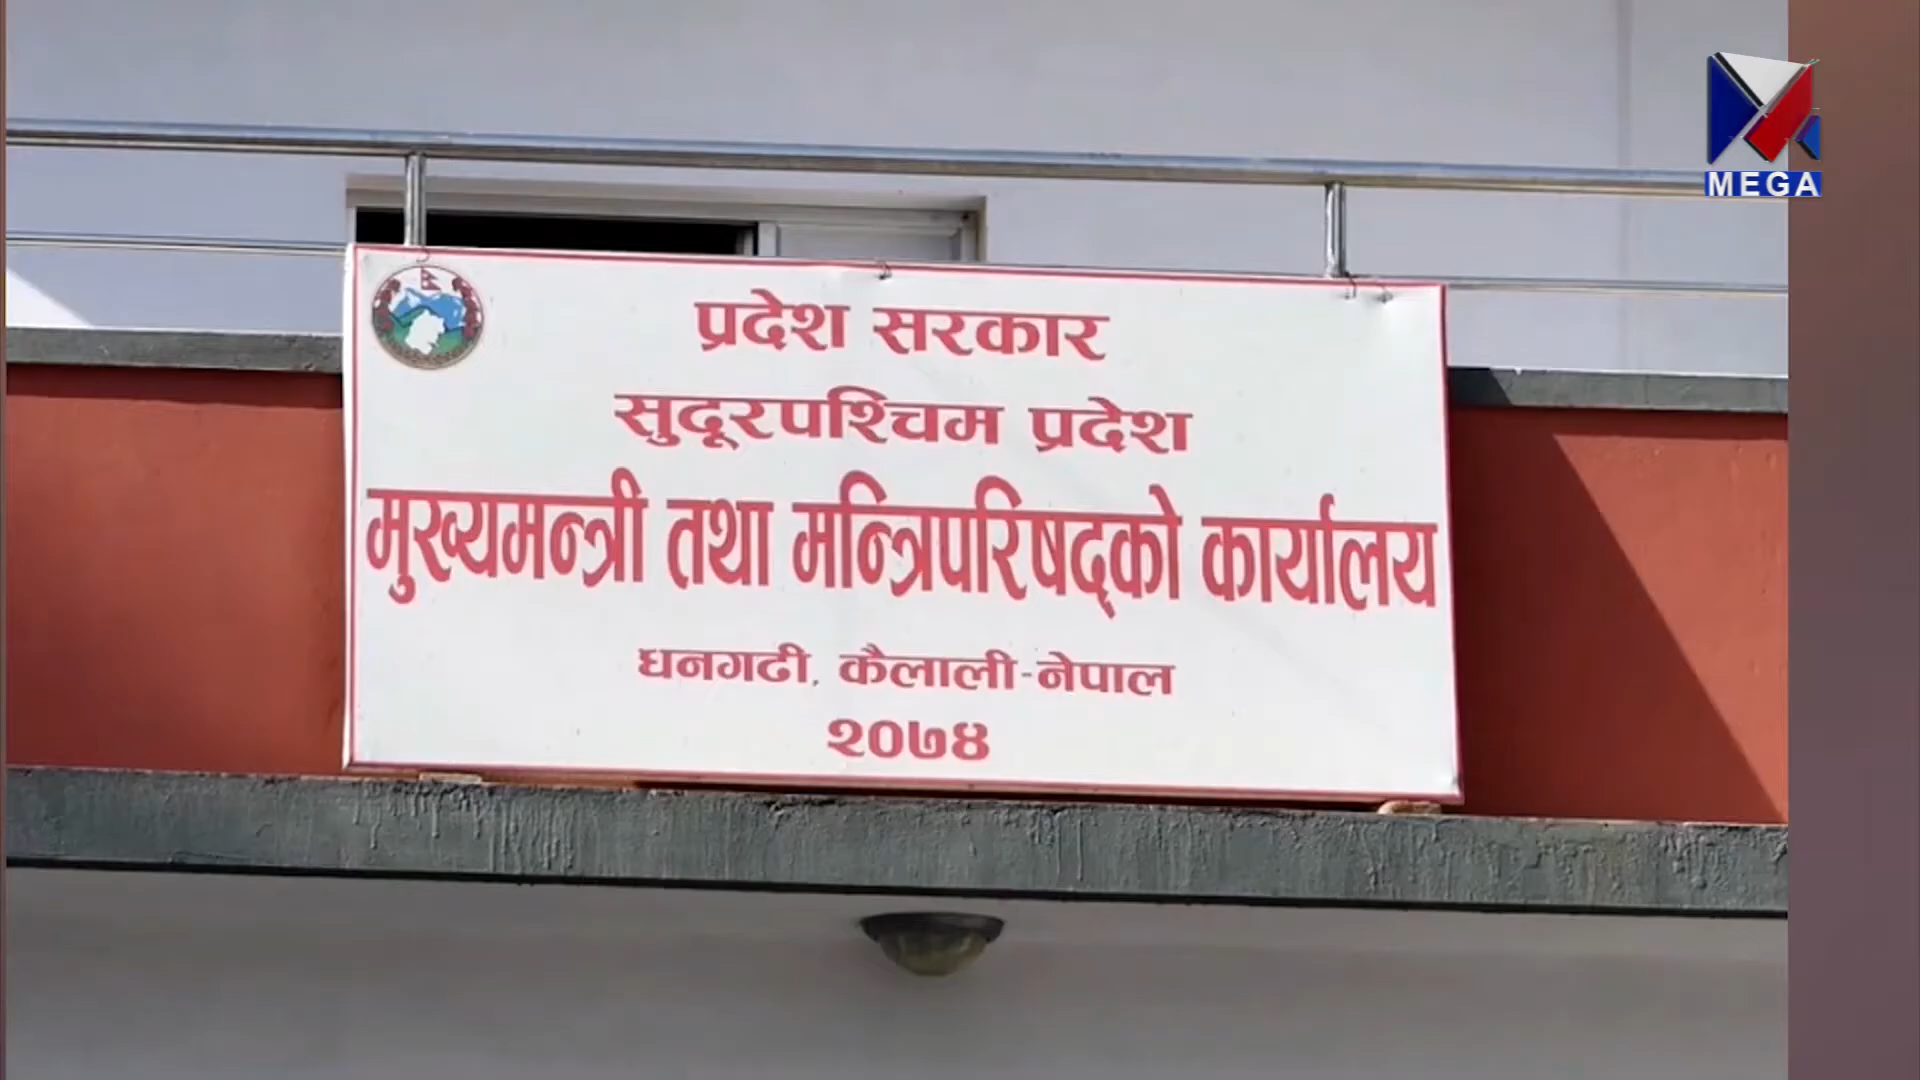 MEGA
प्रदेश सरकार
सुदूरपश्चिम प्रदेश
मुख्यमन्त्री तथा मन्त्रिपरिषद्को कार्यालय
धनगढी, कैलाली-नेपाल
२०७४